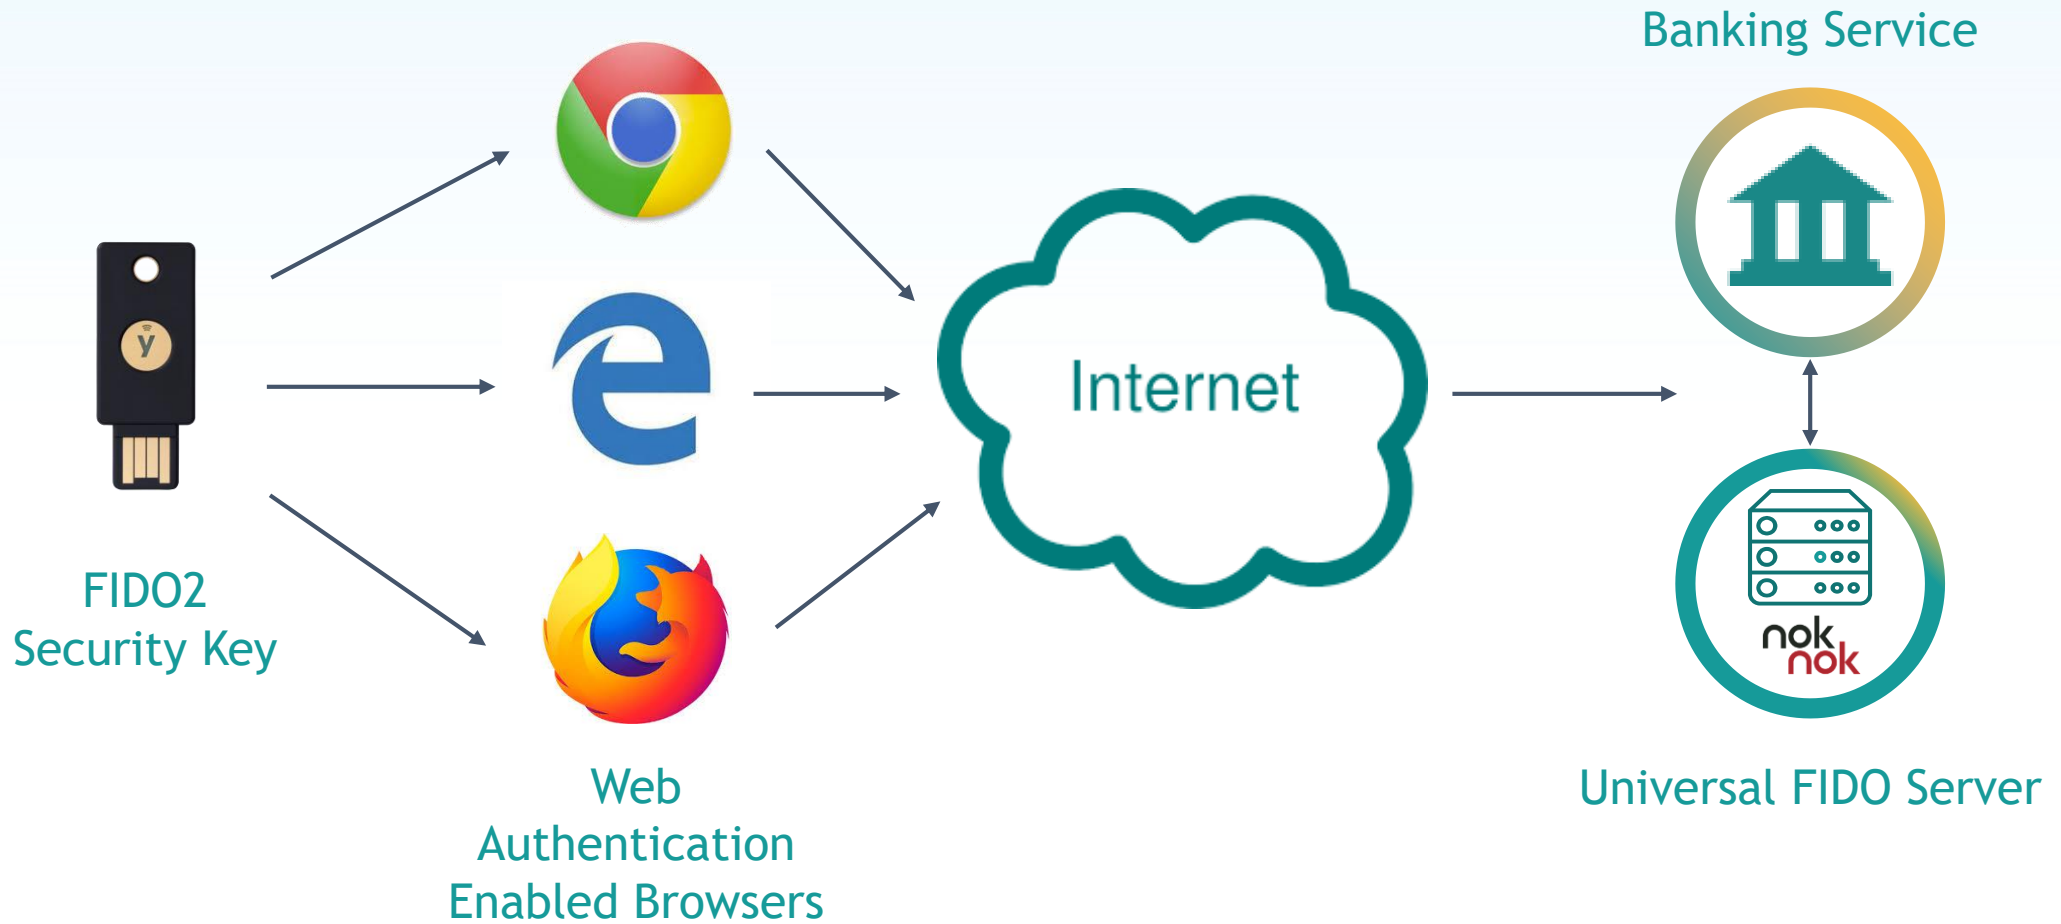 Banking Service
y
Internet
FIDO2
Security Key
nok
nok
Web
Authentication
Enabled Browsers
Universal FIDO Server